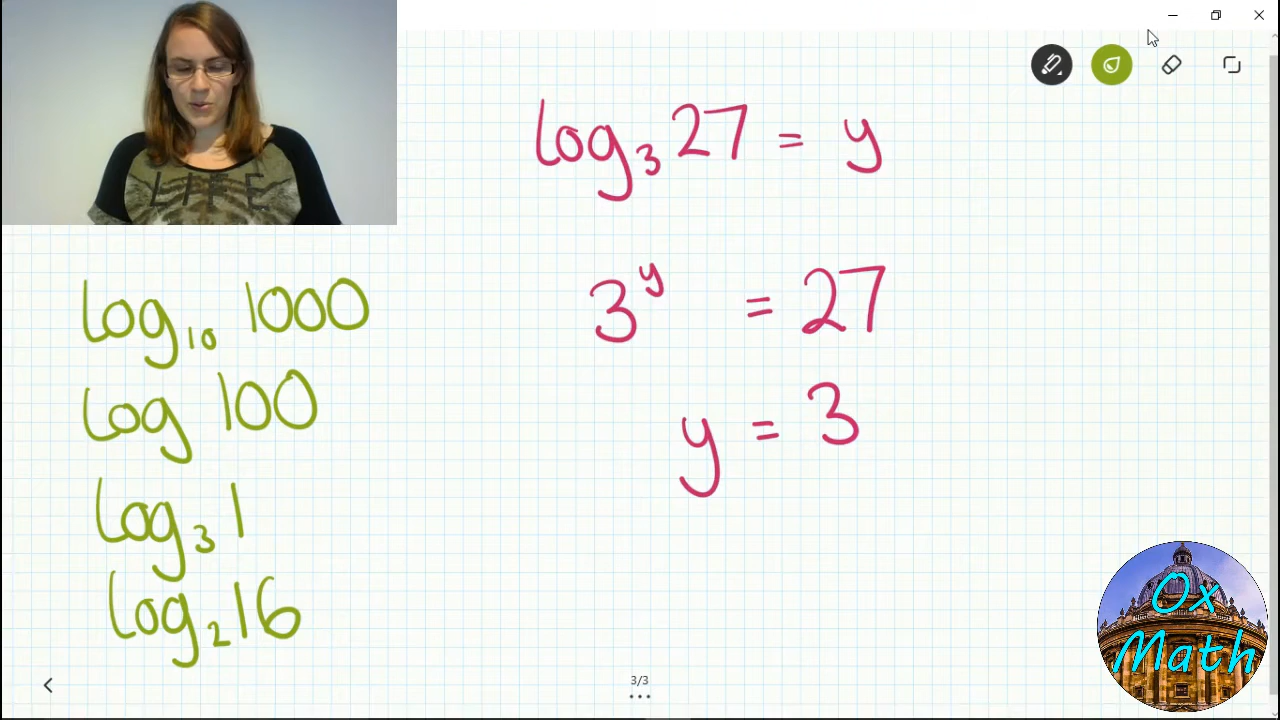 LIFE
log₁₀ 1000
log 100
log₃ 1
log₂ 16
log₃ 27 = y
3ʸ = 27
y = 3
3/3
Ox
Math